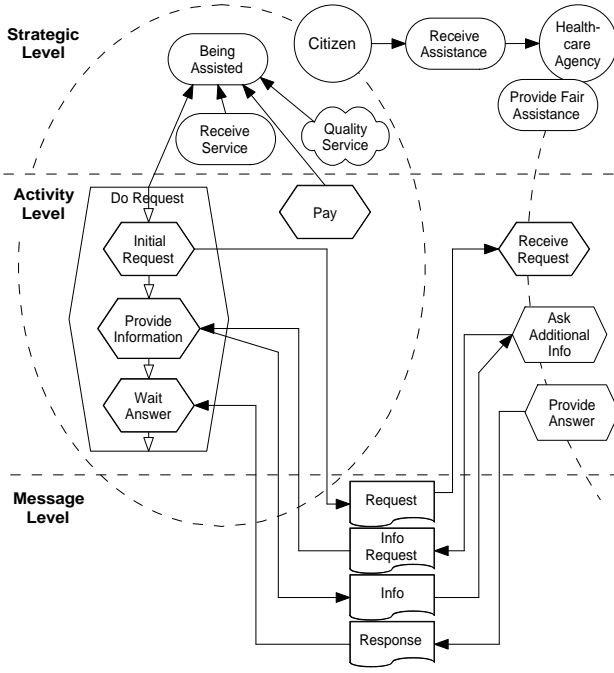 Strategic
Level
Being
Assisted
Citizen
Receive
Assistance
Health-
care
Agency
Provide Fair
Assistance
Receive
Service
Quality
Service
Activity
Level
Do Request
Pay
Initial
Request
Receive
Request
Provide
Information
Ask
Additional
Info
Wait
Answer
Provide
Answer
Message
Level
Request
Info
Request
Info
Response